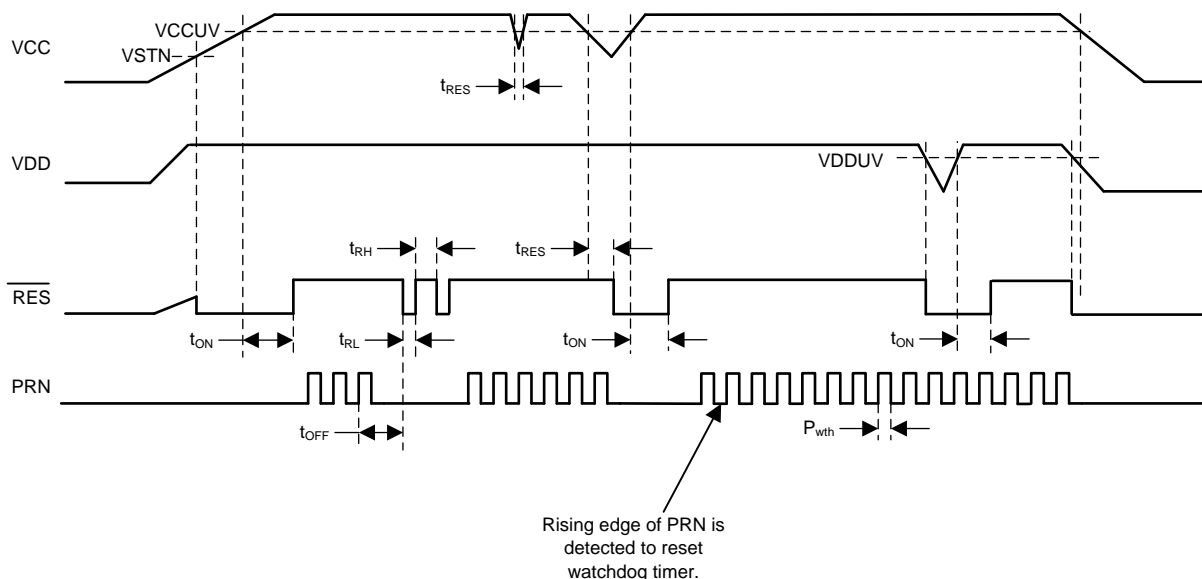 VCCUV
VCC
VSTN
tRES
VDD
VDDUV
tRH
tRES
RES
tON
tRL
tON
tON
PRN
tOFF
Pwth
Rising edge of PRN is
detected to reset
watchdog timer.